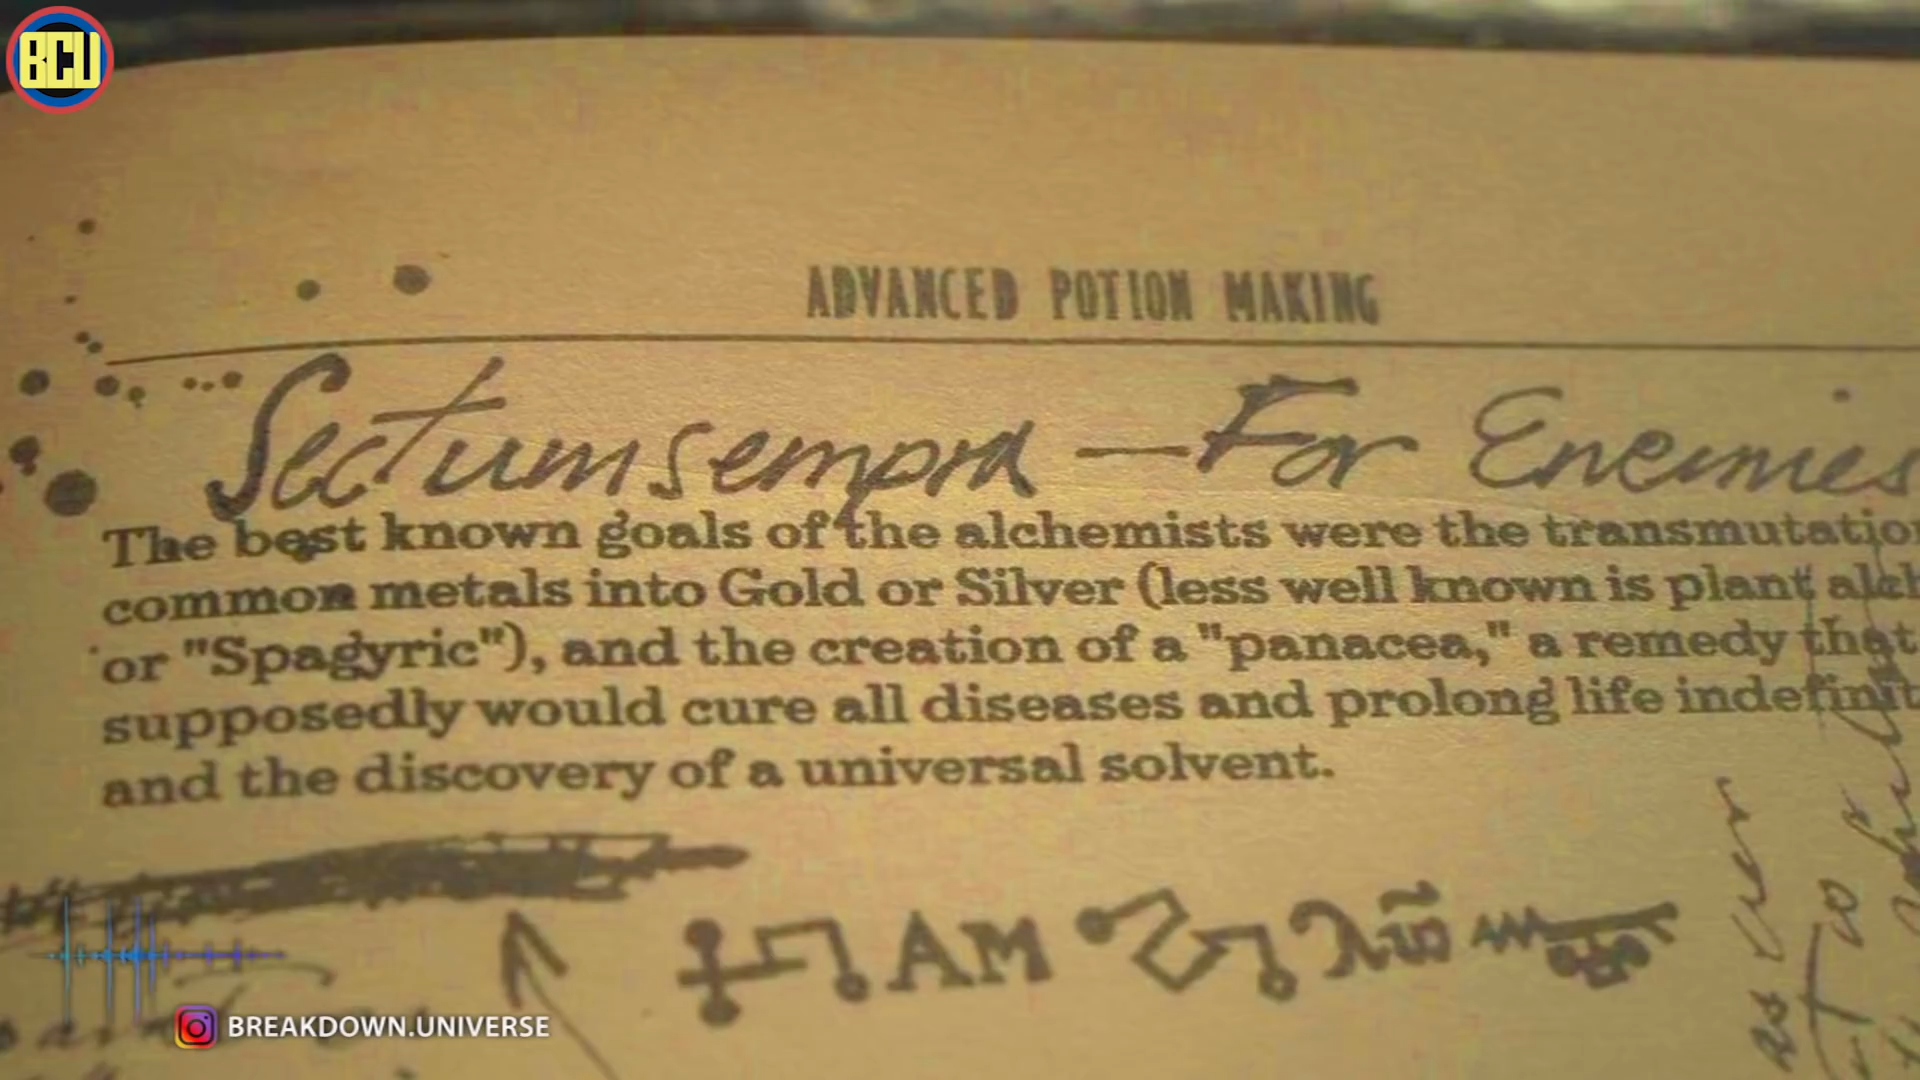 BCU
ADVANCED POTION MAKING
Sectumsempra — For Enemies
The best known goals of the alchemists were the
common metals into Gold or Silver (less well known is plant
or "Spagyric"), and the creation of a "panacea," a remedy that
supposedly would cure all diseases and prolong life
and the discovery of a universal solvent.
AM
BREAKDOWN.UNIVERSE